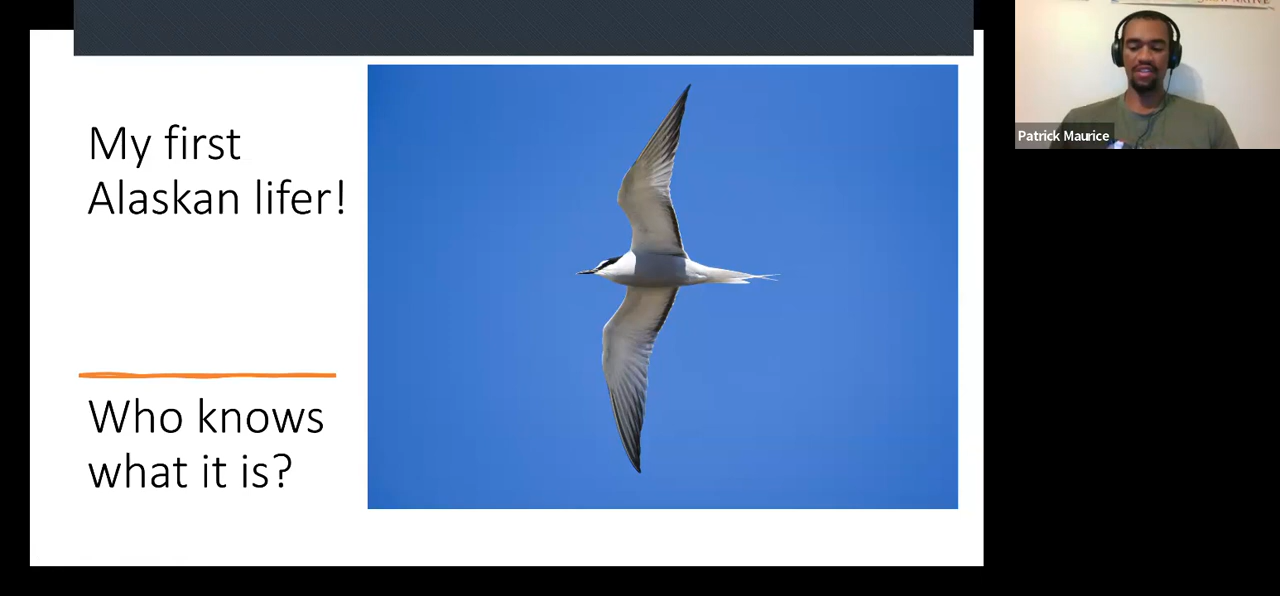 My first
Alaskan lifer!
Who knows
what it is?
Patrick Maurice